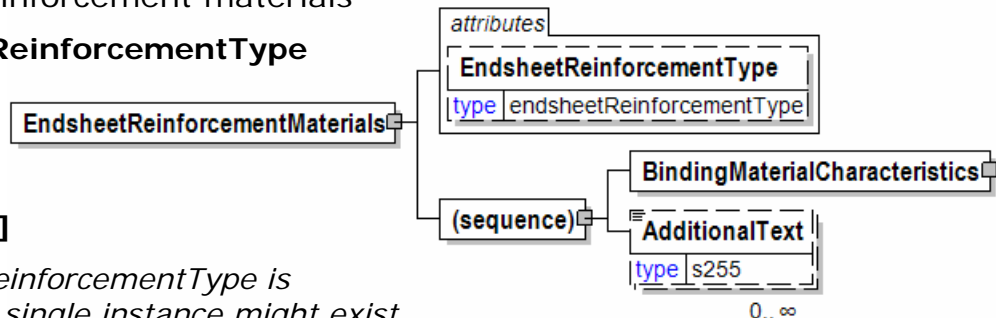 nforcement materials
ReinforcementType
]
einforcementType is
single instance might exist
attributes
EndsheetReinforcementType
type endsheetReinforcementType
EndsheetReinforcementMaterials
BindingMaterialCharacteristics
(sequence)
AdditionalText
type s255
0..∞